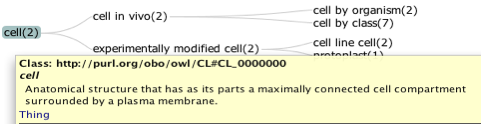 cell by organism(2)
cell in vivo(2)
cell by class(7)
cell(2)
cell line cell(2)
experimentally modified cell(2)
protoplast(1)
Class: http://purl.org/obo/owl/CL#CL_0000000
cell
Anatomical structure that has as its parts a maximally connected cell compartment
surrounded by a plasma membrane.
Thing